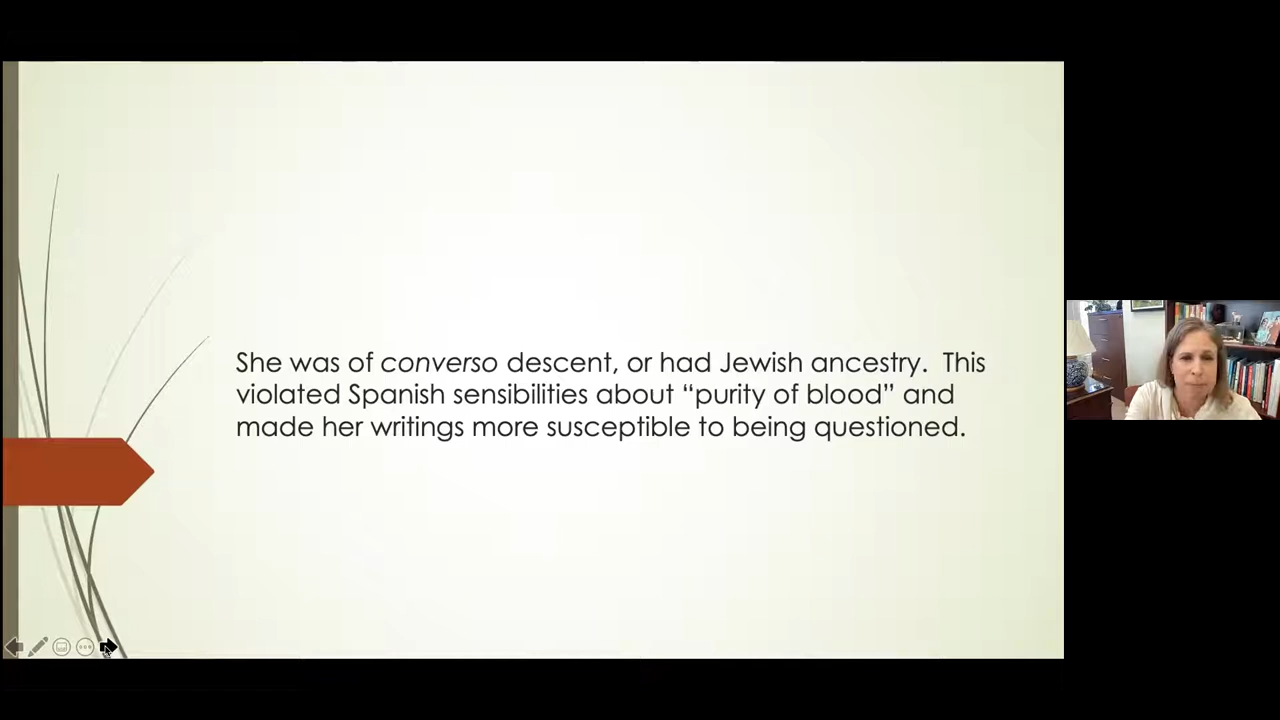 She was of converso descent, or had Jewish ancestry.  This
violated Spanish sensibilities about “purity of blood” and
made her writings more susceptible to being questioned.